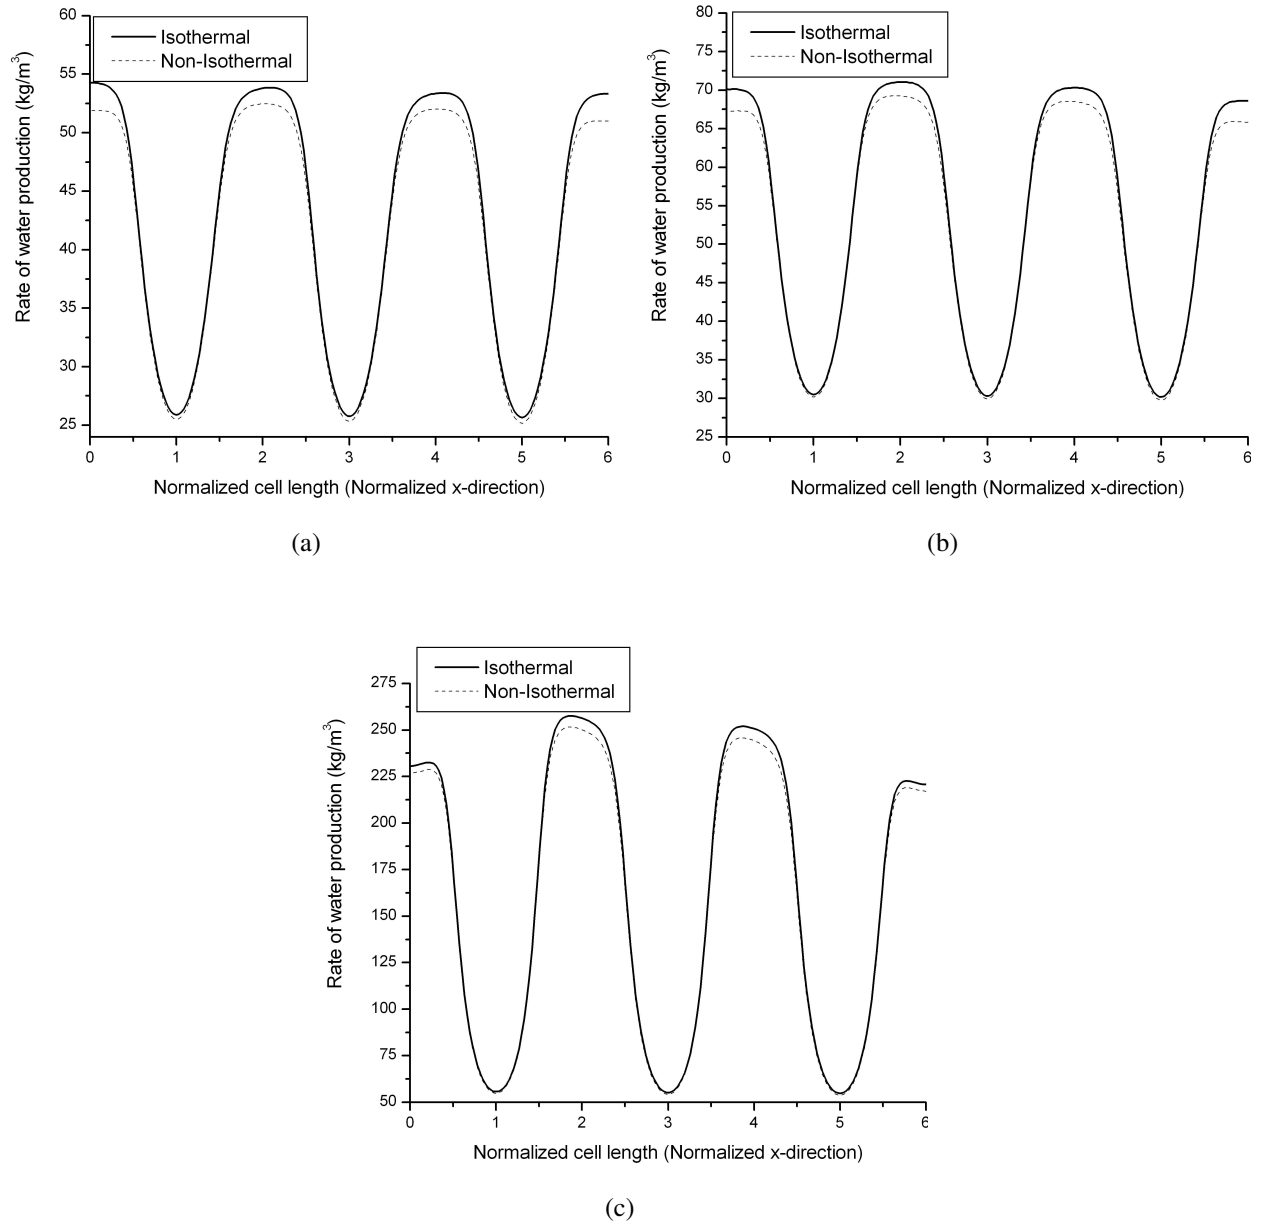 60
55
50
45
40
35
30
25
0 1 2 3 4 5 6
Rate of water production (kg/m³)
Isothermal
Non-Isothermal
Normalized cell length (Normalized x-direction)
(a)
80
75
70
65
60
55
50
45
40
35
30
25
0 1 2 3 4 5 6
Rate of water production (kg/m³)
Isothermal
Non-Isothermal
Normalized cell length (Normalized x-direction)
(b)
275
250
225
200
175
150
125
100
75
50
0 1 2 3 4 5 6
Rate of water production (kg/m³)
Isothermal
Non-Isothermal
Normalized cell length (Normalized x-direction)
(c)